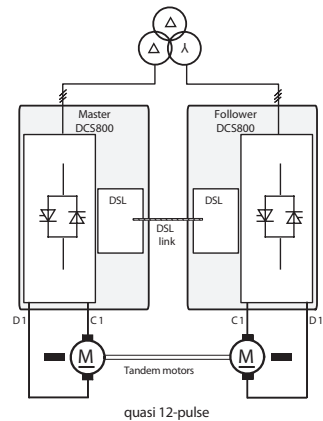 Δ
Δ Y
Master
DCS800
Follower
DCS800
DSL
DSL
DSL
link
D1 C1
C1 D1
M
M
Tandem motors
quasi 12-pulse